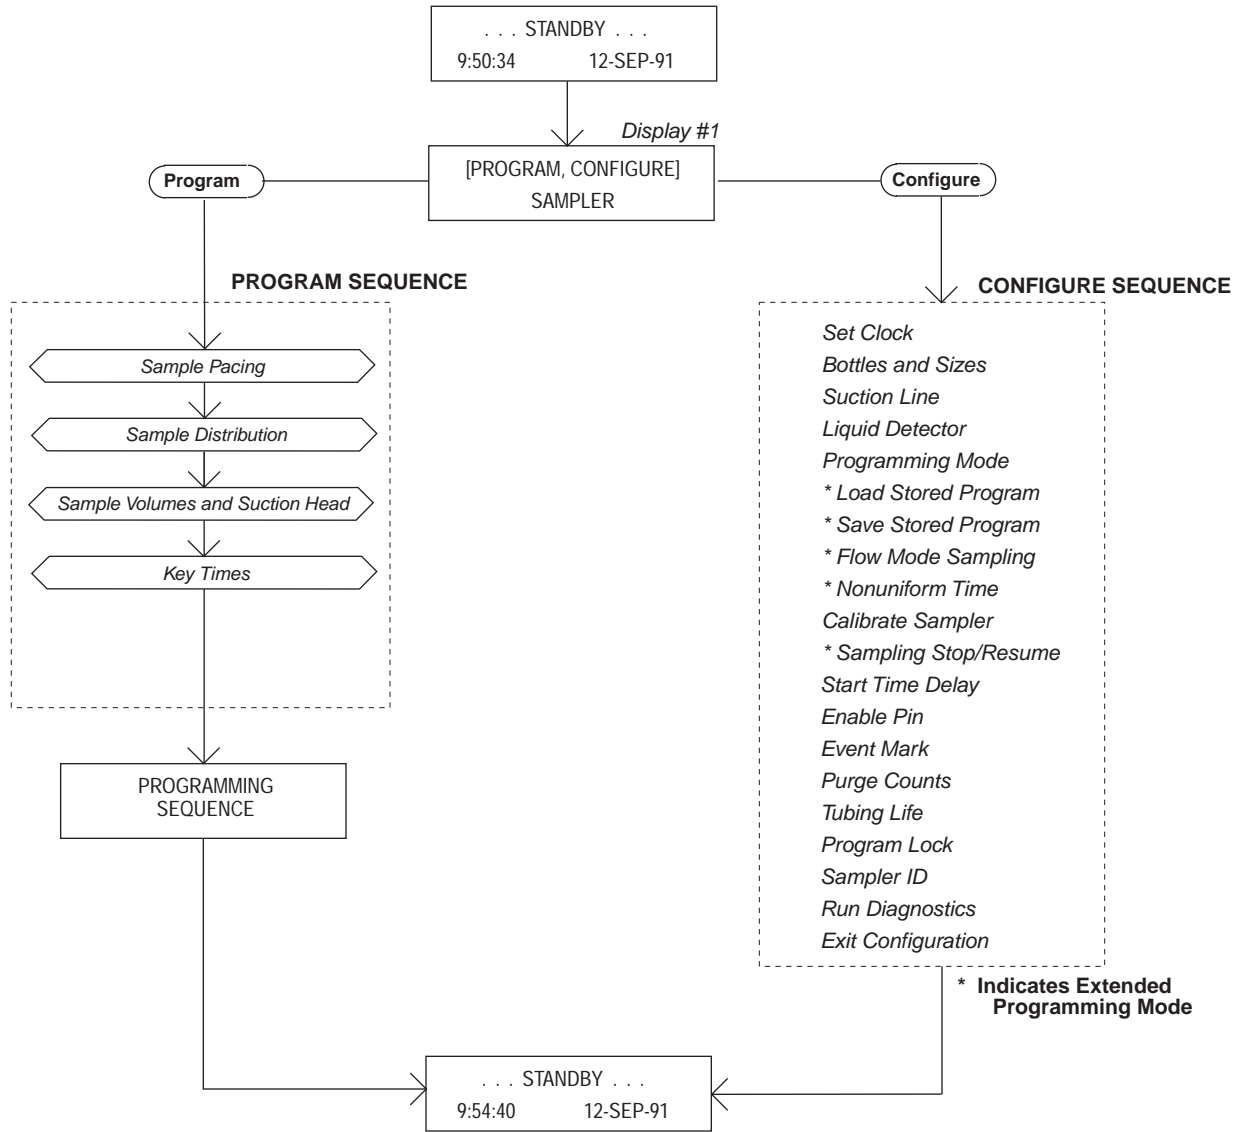 . . . STANDBY . . .
9:50:34 12-SEP-91
Display #1
[PROGRAM, CONFIGURE]
SAMPLER
Program
Configure
PROGRAM SEQUENCE
Sample Pacing
Sample Distribution
Sample Volumes and Suction Head
Key Times
PROGRAMMING
SEQUENCE
CONFIGURE SEQUENCE
Set Clock
Bottles and Sizes
Suction Line
Liquid Detector
Programming Mode
* Load Stored Program
* Save Stored Program
* Flow Mode Sampling
* Nonuniform Time
Calibrate Sampler
* Sampling Stop/Resume
Start Time Delay
Enable Pin
Event Mark
Purge Counts
Tubing Life
Program Lock
Sampler ID
Run Diagnostics
Exit Configuration
* Indicates Extended
Programming Mode
. . . STANDBY . . .
9:54:40 12-SEP-91